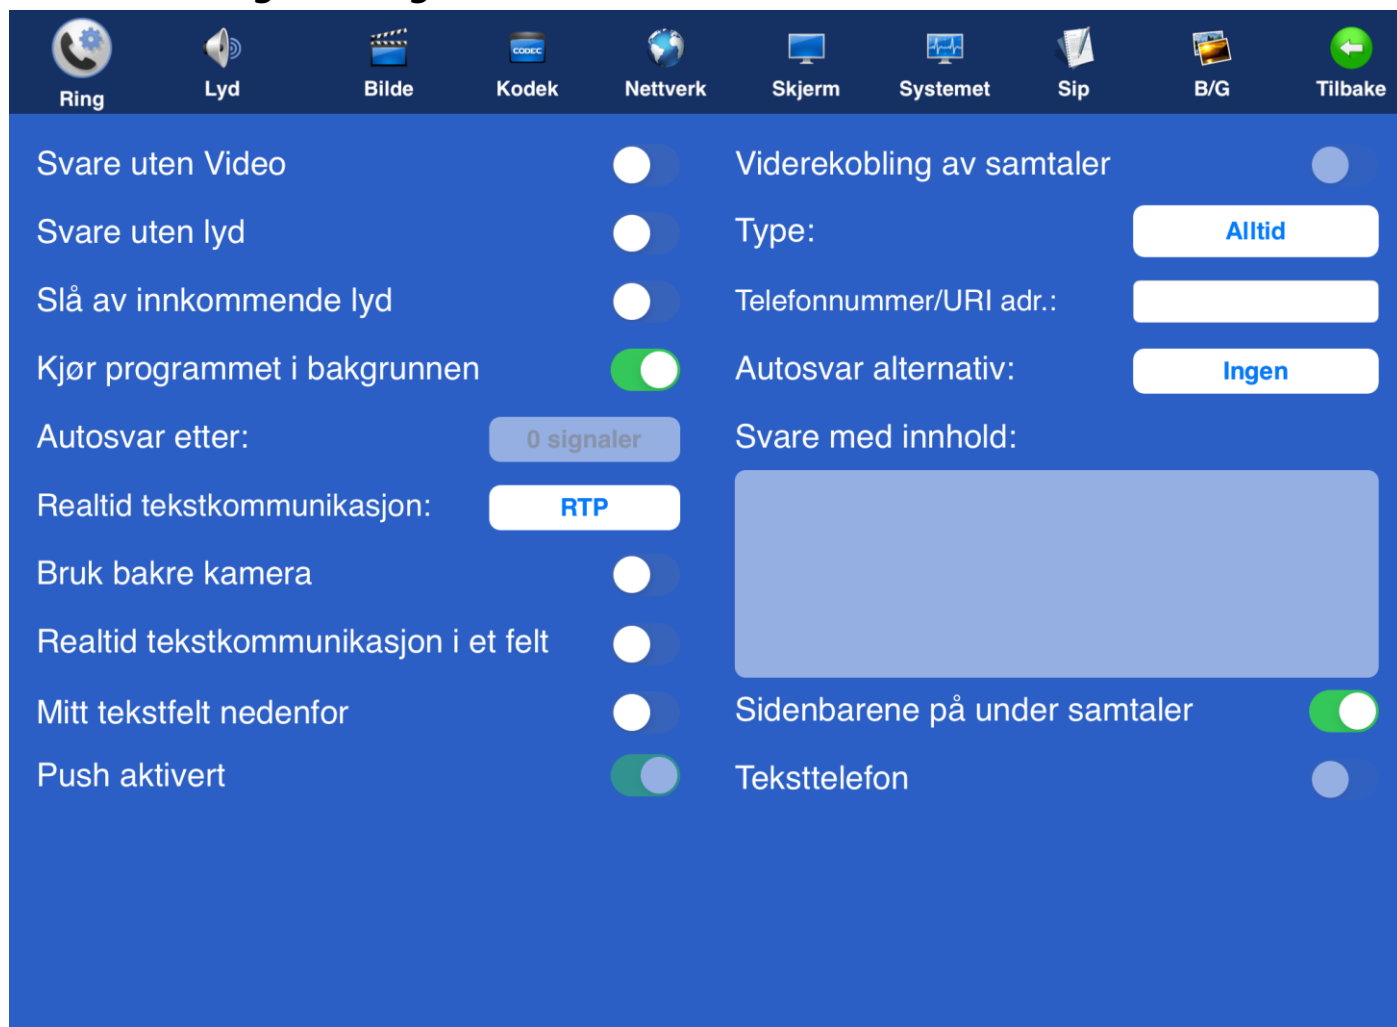 Ring
Lyd
Bilde
CODEC
Kodek
Nettverk
Skjerm
Systemet
Sip
B/G
Tilbake
Svare uten Video
Svare uten lyd
Slå av innkommende lyd
Kjør programmet i bakgrunnen
Autosvar etter: 0 signaler
Realtid tekstkommunikasjon: RTP
Bruk bakre kamera
Realtid tekstkommunikasjon i et felt
Mitt tekstfelt nedenfor
Push aktivert
Viderekobling av samtaler
Type: Alltid
Telefonnummer/URI adr.:
Autosvar alternativ: Ingen
Svare med innhold:
Sidenbarene på under samtaler
Teksttelefon